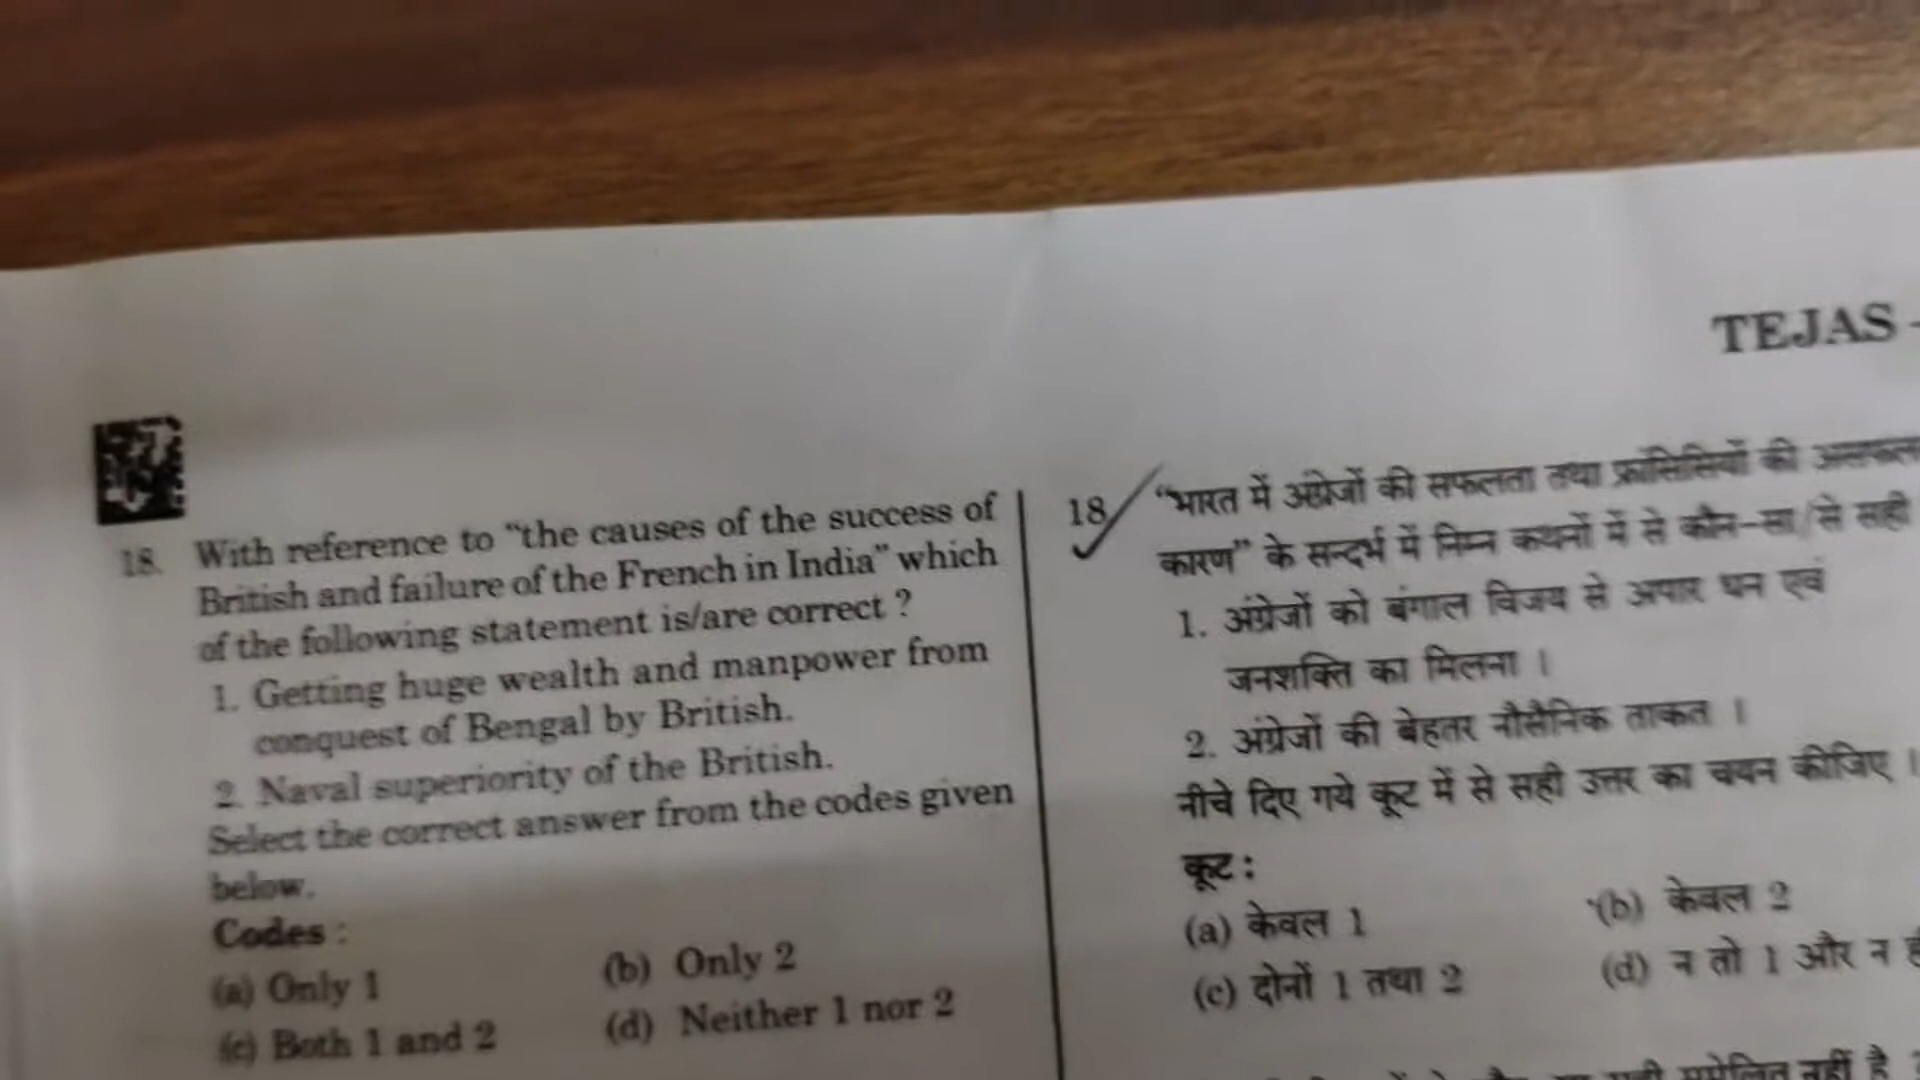 TEJAS -
18. With reference to “the causes of the success of
British and failure of the French in India” which
of the following statement is/are correct ?
1. Getting huge wealth and manpower from
conquest of Bengal by British.
2. Naval superiority of the British.
Select the correct answer from the codes given
below.
Codes :
(a) Only 1 (b) Only 2
(c) Both 1 and 2 (d) Neither 1 nor 2
18 “भारत में अंग्रेजों की सफलता तथा फ्रांसिसियों की
कारण” के सन्दर्भ में निम्न कथनों में से कौन-सा/से सही
1. अंग्रेजों को बंगाल विजय से अपार धन एवं
जनशक्ति का मिलना ।
2. अंग्रेजों की बेहतर नौसैनिक ताकत ।
नीचे दिए गये कूट में से सही उत्तर का चयन कीजिए ।
कूट :
(a) केवल 1 (b) केवल 2
(c) दोनों 1 तथा 2 (d) न तो 1 और न